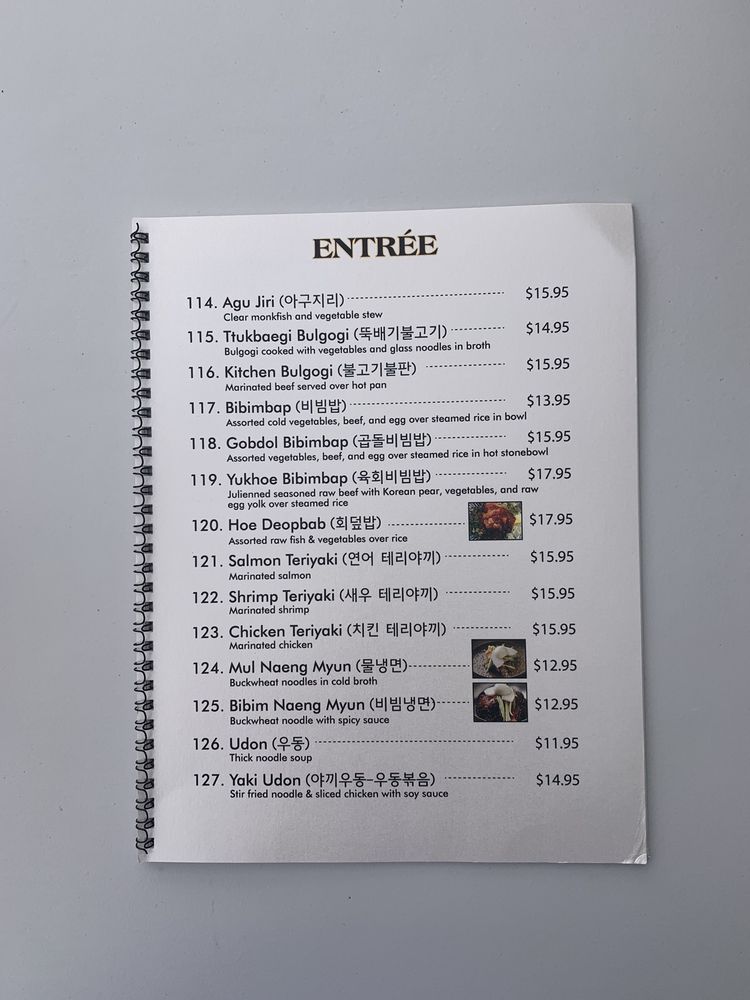 ENTRÉE
114. Agu Jiri (아구지리) $15.95
Clear monkfish and vegetable stew
115. Ttukbaegi Bulgogi (뚝배기불고기) $14.95
Bulgogi cooked with vegetables and glass noodles in broth
116. Kitchen Bulgogi (불고기불판) $15.95
Marinated beef served over hot pan
117. Bibimbap (비빔밥) $13.95
Assorted cold vegetables, beef, and egg over steamed rice in bowl
118. Gobdol Bibimbap (곱돌비빔밥) $15.95
Assorted vegetables, beef, and egg over steamed rice in hot stonebowl
119. Yukhoe Bibimbap (육회비빔밥) $17.95
Julienned seasoned raw beef with Korean pear, vegetables, and raw
egg yolk over steamed rice
120. Hoe Deopbab (회덮밥) $17.95
Assorted raw fish & vegetables over rice
121. Salmon Teriyaki (연어 테리야끼) $15.95
Marinated salmon
122. Shrimp Teriyaki (새우 테리야끼) $15.95
Marinated shrimp
123. Chicken Teriyaki (치킨 테리야끼) $15.95
Marinated chicken
124. Mul Naeng Myun (물냉면) $12.95
Buckwheat noodles in cold broth
125. Bibim Naeng Myun (비빔냉면) $12.95
Buckwheat noodle with spicy sauce
126. Udon (우동) $11.95
Thick noodle soup
127. Yaki Udon (야끼우동-우동볶음) $14.95
Stir fried noodle & sliced chicken with soy sauce